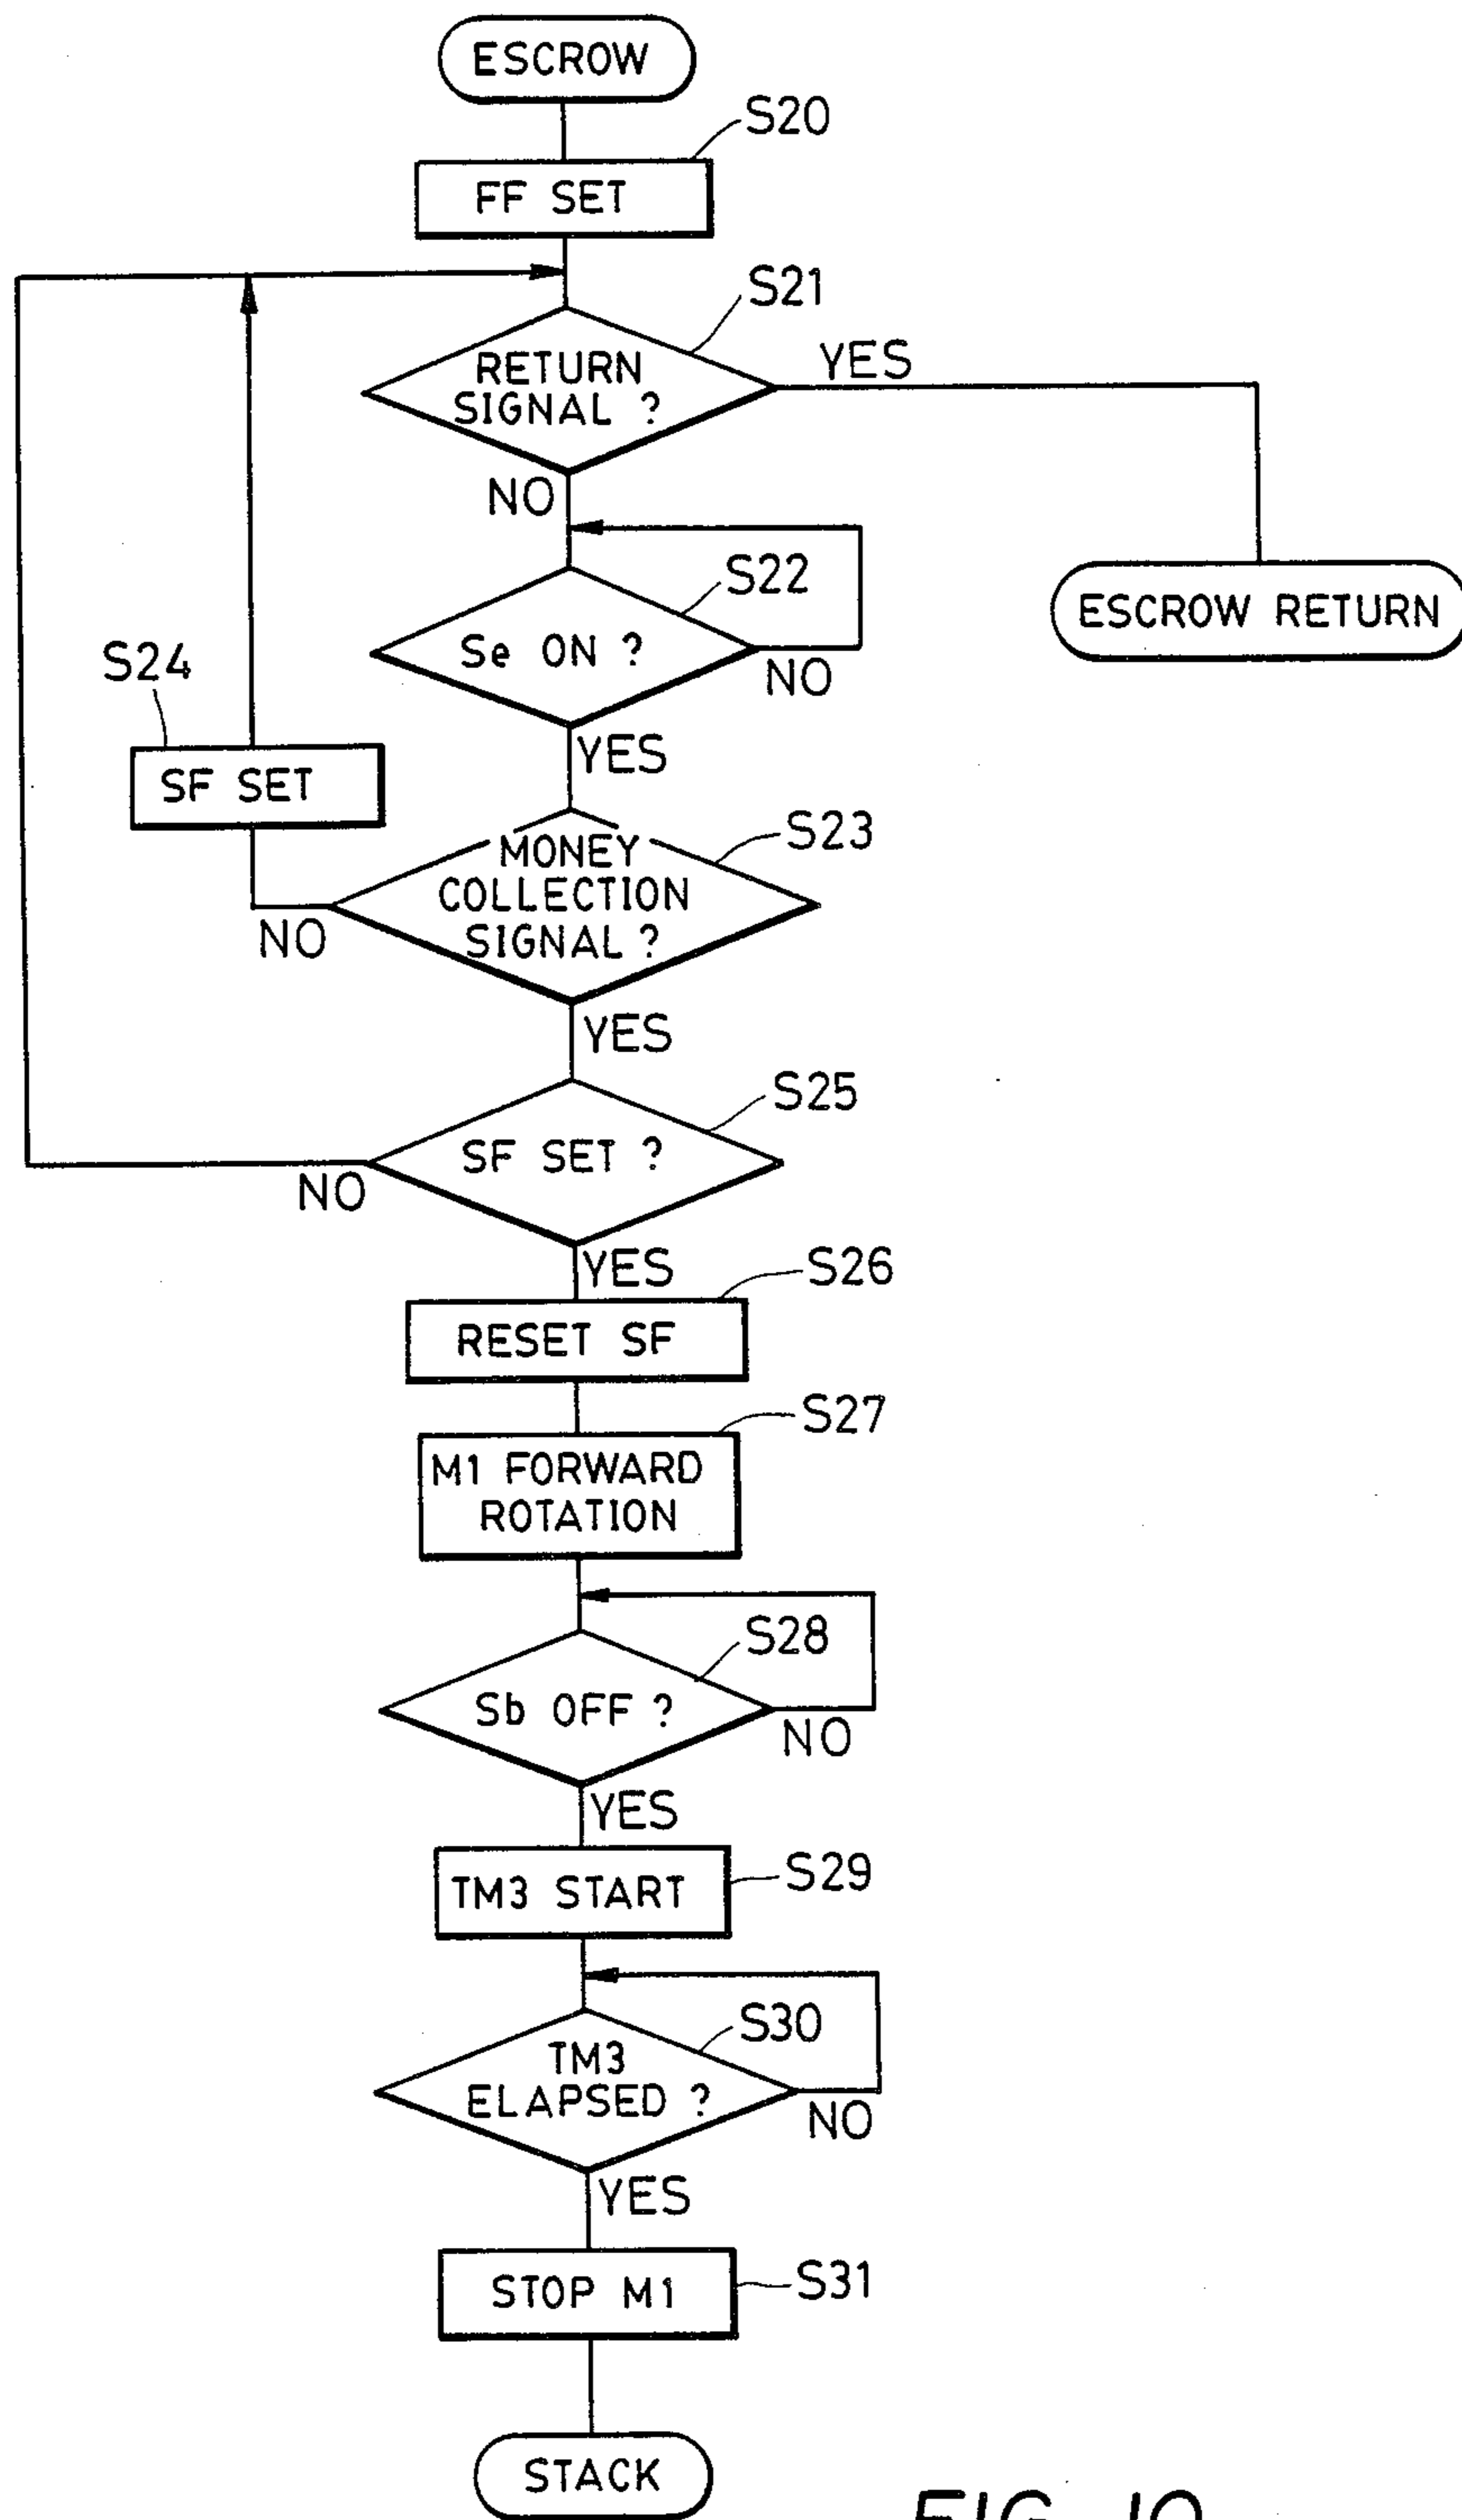 ESCROW
S20
FF SET
S21
RETURN
SIGNAL ?
YES
NO
S22
Se ON ?
NO
ESCROW RETURN
S24
SF SET
YES
S23
MONEY
COLLECTION
SIGNAL ?
NO
YES
S25
SF SET ?
NO
YES
S26
RESET SF
S27
M1 FORWARD
ROTATION
S28
Sb OFF ?
NO
YES
TM3 START
S29
S30
TM3
ELAPSED ?
NO
YES
STOP M1
S31
STACK
FIG. 10